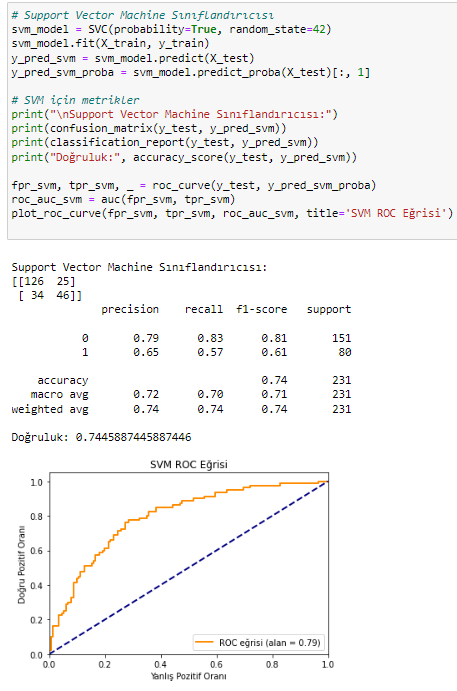 # Support Vector Machine Sınıflandırıcısı
svm_model = SVC(probability=True, random_state=42)
svm_model.fit(X_train, y_train)
y_pred_svm = svm_model.predict(X_test)
y_pred_svm_proba = svm_model.predict_proba(X_test)[:, 1]
# SVM için metrikler
print("\nSupport Vector Machine Sınıflandırıcısı:")
print(confusion_matrix(y_test, y_pred_svm))
print(classification_report(y_test, y_pred_svm))
print("Doğruluk:", accuracy_score(y_test, y_pred_svm))
fpr_svm, tpr_svm, _ = roc_curve(y_test, y_pred_svm_proba)
roc_auc_svm = auc(fpr_svm, tpr_svm)
plot_roc_curve(fpr_svm, tpr_svm, roc_auc_svm, title='SVM ROC Eğrisi')
Support Vector Machine Sınıflandırıcısı:
[[126 25]
[ 34 46]]
precision recall f1-score support
0 0.79 0.83 0.81 151
1 0.65 0.57 0.61 80
accuracy 0.74 231
macro avg 0.72 0.70 0.71 231
weighted avg 0.74 0.74 0.74 231
Doğruluk: 0.7445887445887446
SVM ROC Eğrisi
1.0
0.8
0.6
0.4
0.2
0.0
Doğru Pozitif Oranı
ROC eğrisi (alan = 0.79)
0.0 0.2 0.4 0.6 0.8 1.0
Yanlış Pozitif Oranı